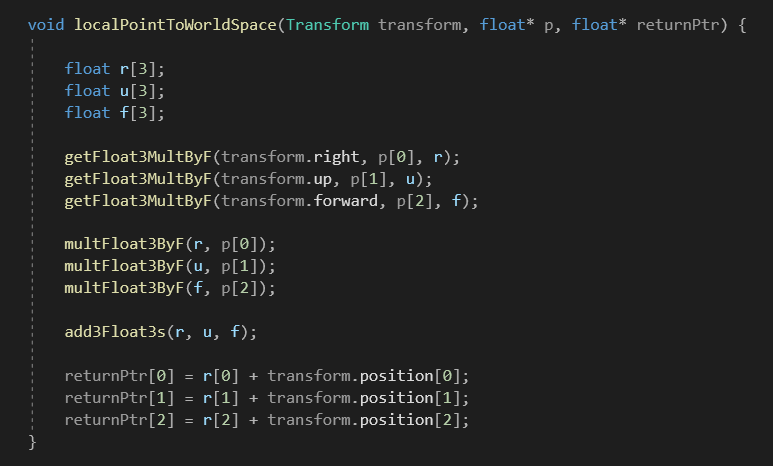 void localPointToWorldSpace(Transform transform, float* p, float* returnPtr) {
float r[3];
float u[3];
float f[3];
getFloat3MultByF(transform.right, p[0], r);
getFloat3MultByF(transform.up, p[1], u);
getFloat3MultByF(transform.forward, p[2], f);
multFloat3ByF(r, p[0]);
multFloat3ByF(u, p[1]);
multFloat3ByF(f, p[2]);
add3Float3s(r, u, f);
returnPtr[0] = r[0] + transform.position[0];
returnPtr[1] = r[1] + transform.position[1];
returnPtr[2] = r[2] + transform.position[2];
}